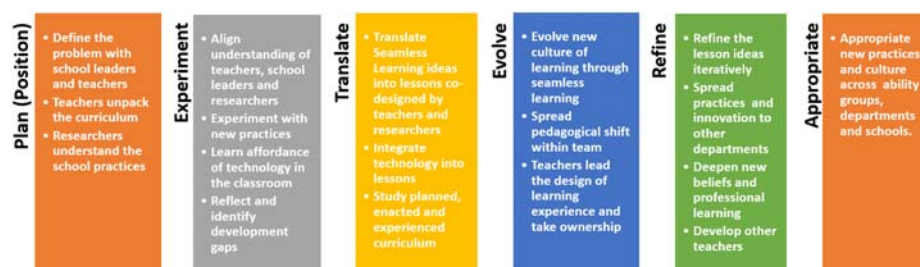 Plan (Position)
• Define the
problem with
school leaders
and teachers
• Teachers unpack
the curriculum
• Researchers
understand the
school practices
Experiment
• Align
understanding of
teachers, school
leaders and
researchers
• Experiment with
new practices
• Learn affordance
of technology in
the classroom
• Reflect and
identify
development
gaps
Translate
• Translate
Seamless
Learning ideas
into lessons co-
designed by
teachers and
researchers
• Integrate
technology into
lessons
• Study planned,
enacted and
experienced
curriculum
Evolve
• Evolve new
culture of
learning through
seamless
learning
• Spread
pedagogical shift
within team
• Teachers lead
the design of
learning
experience and
take ownership
Refine
• Refine the
lesson ideas
iteratively
• Spread
practices and
innovation to
other
departments
• Deepen new
beliefs and
professional
learning
• Develop other
teachers
Appropriate
• Appropriate
new practices
and culture
across ability
groups,
departments
and schools.